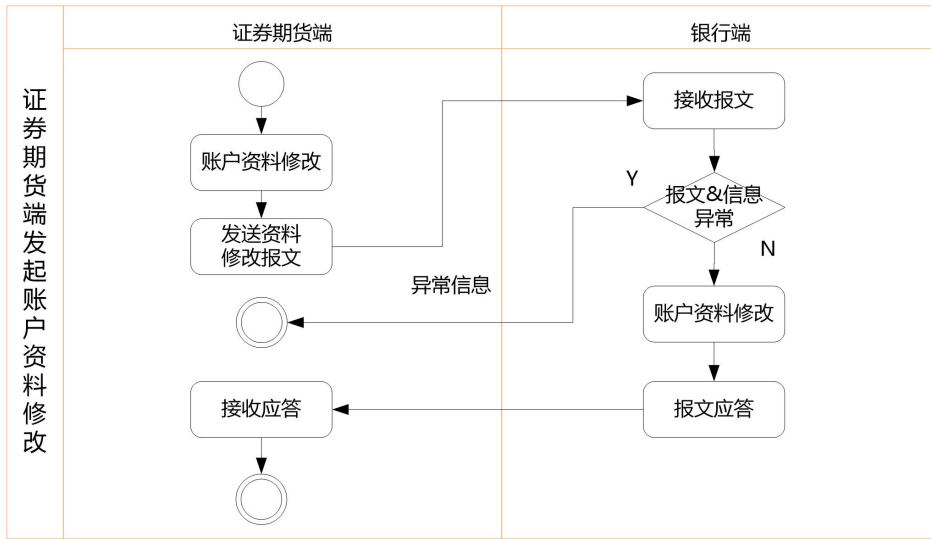 证券期货端发起账户资料修改
证券期货端
银行端
账户资料修改
发送资料
修改报文
接收报文
Y
报文&信息
异常
N
异常信息
账户资料修改
接收应答
报文应答